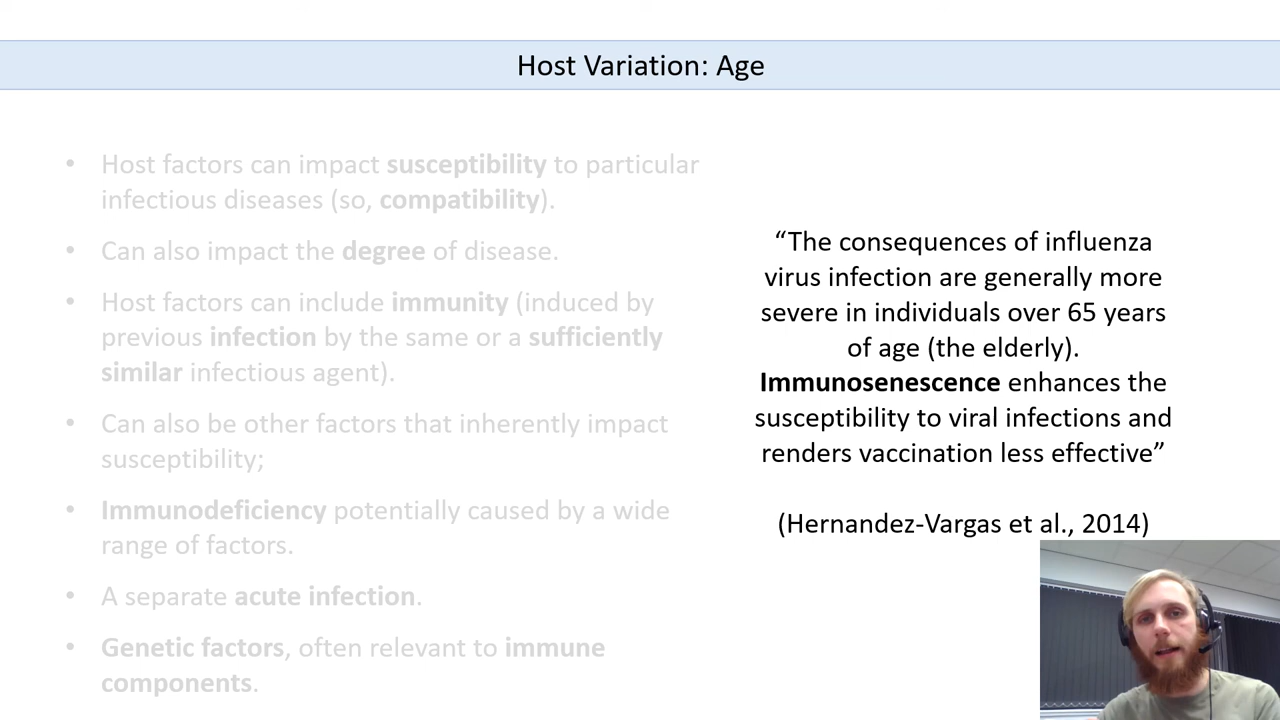 Host Variation: Age
• Host factors can impact susceptibility to particular
infectious diseases (so, compatibility).
• Can also impact the degree of disease.
• Host factors can include immunity (induced by
previous infection by the same or a sufficiently
similar infectious agent).
• Can also be other factors that inherently impact
susceptibility;
• Immunodeficiency potentially caused by a wide
range of factors.
• A separate acute infection.
• Genetic factors, often relevant to immune
components.
“The consequences of influenza
virus infection are generally more
severe in individuals over 65 years
of age (the elderly).
Immunosenescence enhances the
susceptibility to viral infections and
renders vaccination less effective”
(Hernandez-Vargas et al., 2014)